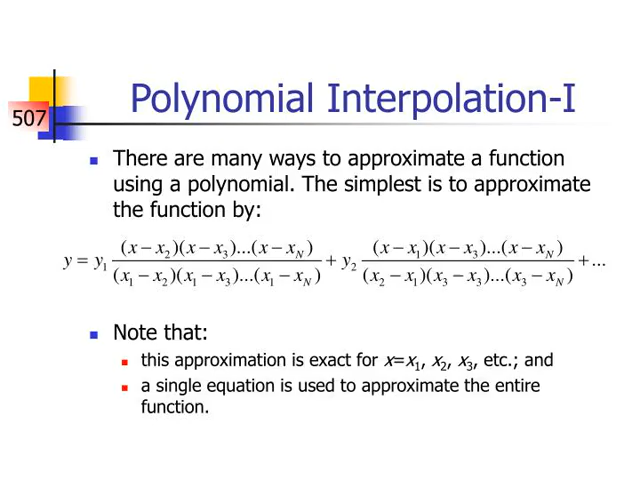 Polynomial Interpolation-I
507
There are many ways to approximate a function
using a polynomial. The simplest is to approximate
the function by:
y = y₁ (x − x₂)(x − x₃)...(x − x_N) / (x₁ − x₂)(x₁ − x₃)...(x₁ − x_N) + y₂ (x − x₁)(x − x₃)...(x − x_N) / (x₂ − x₁)(x₃ − x₃)...(x₃ − x_N) + ...
Note that:
this approximation is exact for x=x₁, x₂, x₃, etc.; and
a single equation is used to approximate the entire
function.